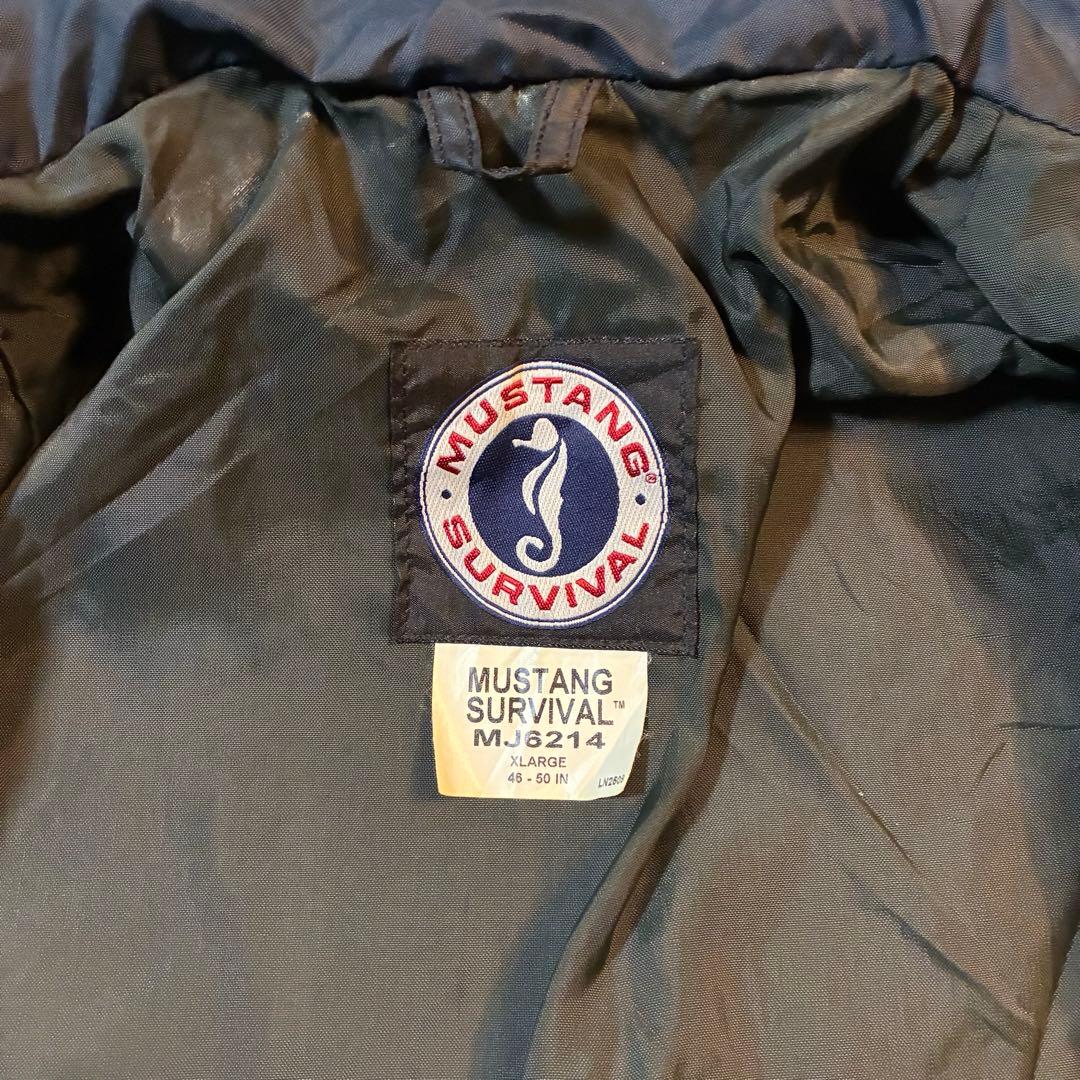 MUSTANG®
SURVIVAL
MUSTANG
SURVIVAL™
MJ6214
XLARGE
46 - 50 IN